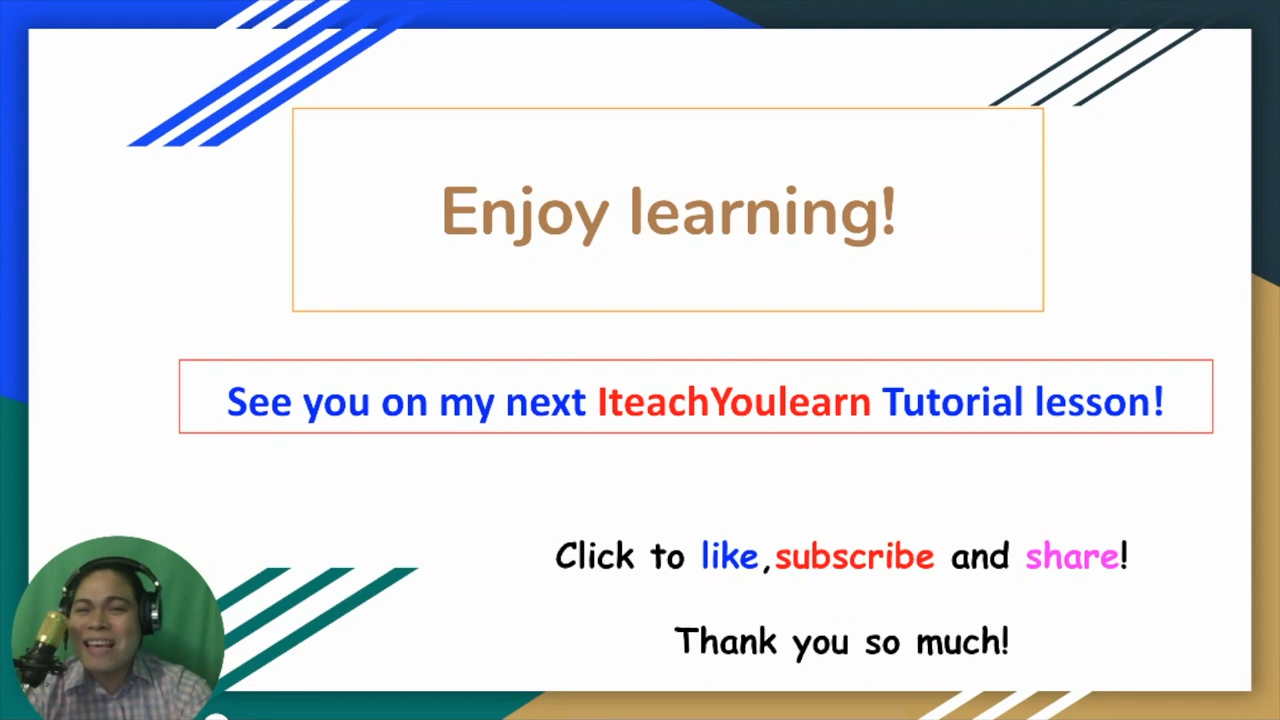 Enjoy learning!
See you on my next IteachYoulearn Tutorial lesson!
Click to like,subscribe and share!
Thank you so much!